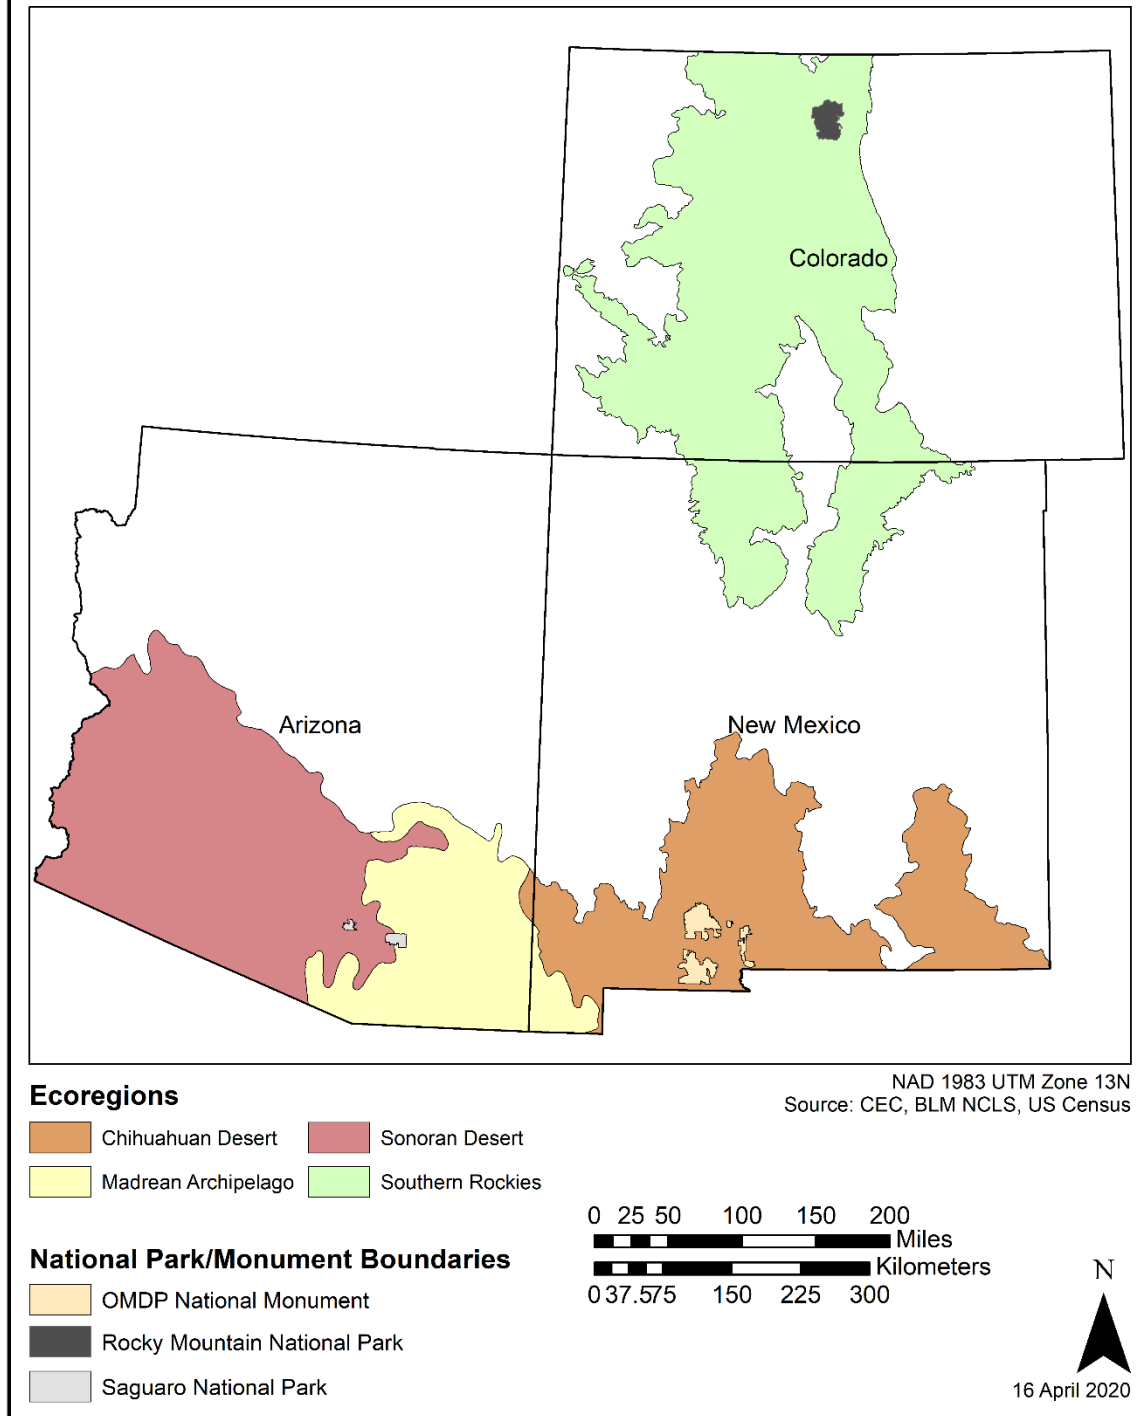 Colorado
Arizona
New Mexico
NAD 1983 UTM Zone 13N
Source: CEC, BLM NCLS, US Census
Ecoregions
Chihuahuan Desert
Sonoran Desert
Madrean Archipelago
Southern Rockies
National Park/Monument Boundaries
OMDP National Monument
Rocky Mountain National Park
Saguaro National Park
0 25 50 100 150 200
Miles
Kilometers
0 37.5 75 150 225 300
N
16 April 2020